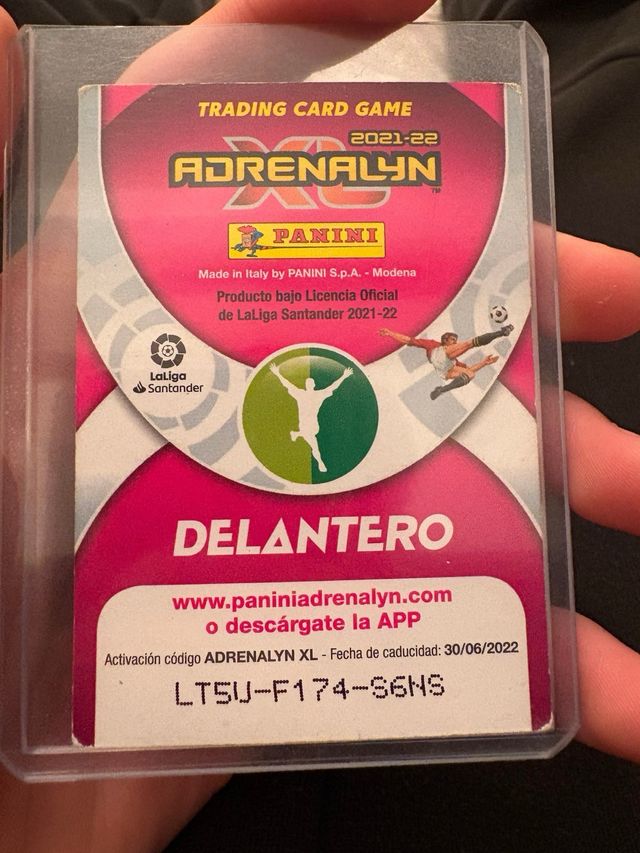 TRADING CARD GAME
2021-22
ADRENALYN XL™
PANINI
Made in Italy by PANINI S.p.A. - Modena
Producto bajo Licencia Oficial
de LaLiga Santander 2021-22
LaLiga
Santander
DELANTERO
www.paniniadrenalyn.com
o descárgate la APP
Activación código ADRENALYN XL - Fecha de caducidad: 30/06/2022
LT5U-F174-S6NS